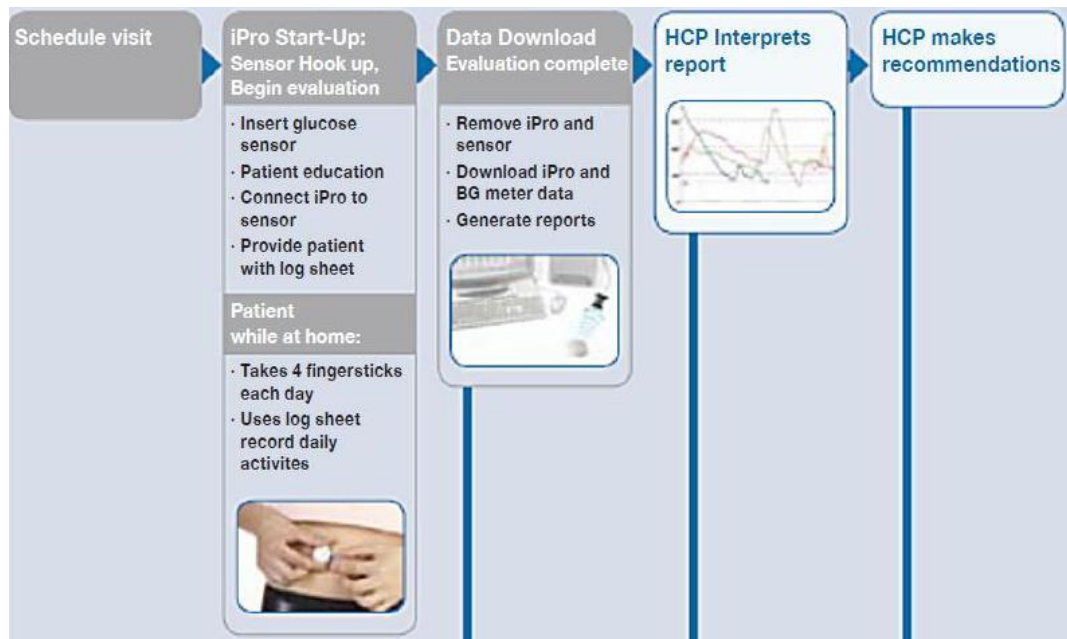 Schedule visit
iPro Start-Up:
Sensor Hook up,
Begin evaluation
· Insert glucose
sensor
· Patient education
· Connect iPro to
sensor
· Provide patient
with log sheet
Patient
while at home:
· Takes 4 fingersticks
each day
· Uses log sheet
record daily
activites
Data Download
Evaluation complete
· Remove iPro and
sensor
· Download iPro and
BG meter data
· Generate reports
HCP Interprets
report
HCP makes
recommendations